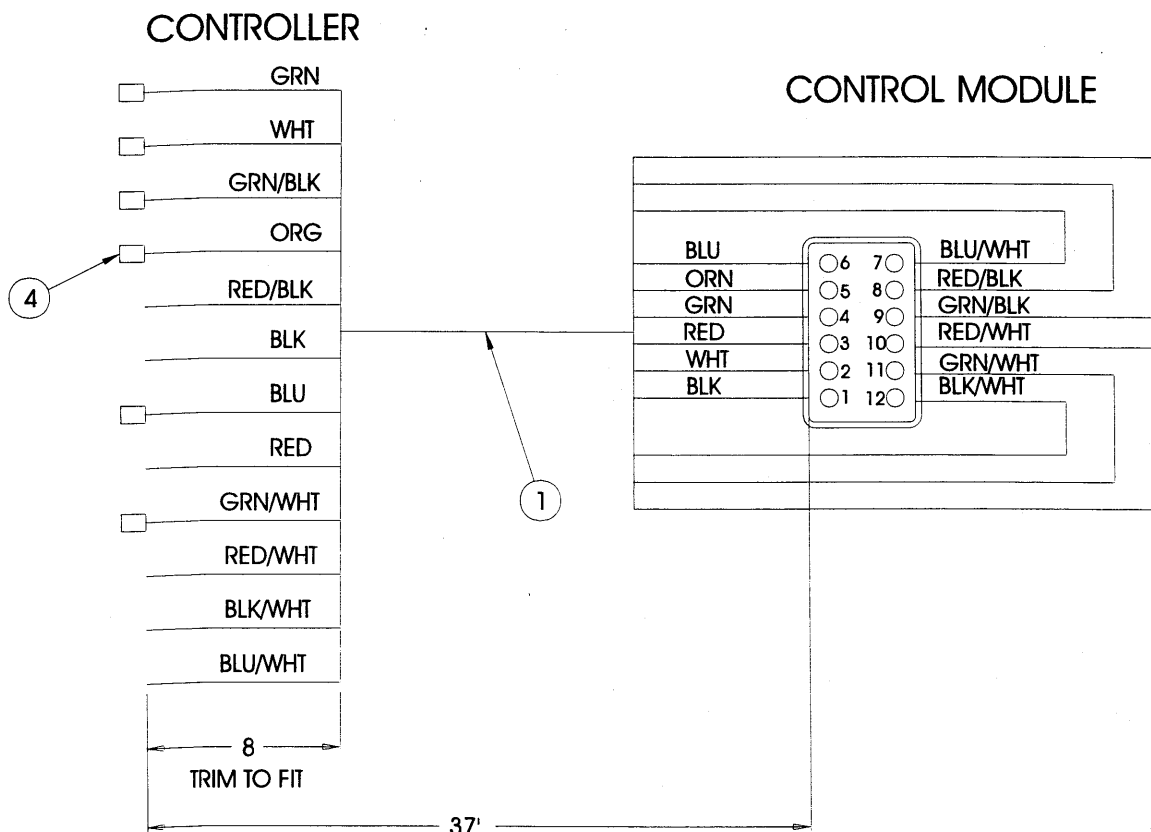 CONTROLLER
GRN
WHT
GRN/BLK
ORG
4
RED/BLK
BLK
BLU
RED
GRN/WHT
RED/WHT
BLK/WHT
BLU/WHT
8
TRIM TO FIT
37'
1
CONTROL MODULE
BLU 6 7 BLU/WHT
ORN 5 8 RED/BLK
GRN 4 9 GRN/BLK
RED 3 10 RED/WHT
WHT 2 11 GRN/WHT
BLK 1 12 BLK/WHT